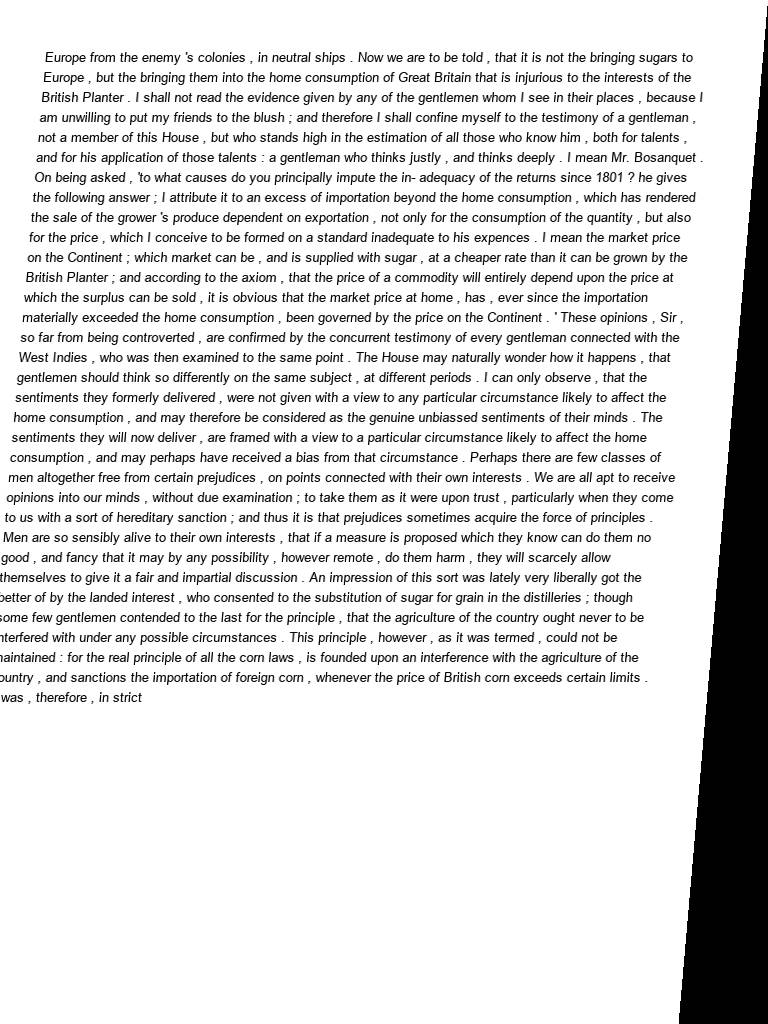 Europe from the enemy 's colonies , in neutral ships . Now we are to be told , that it is not the bringing sugars to
Europe , but the bringing them into the home consumption of Great Britain that is injurious to the interests of the
British Planter . I shall not read the evidence given by any of the gentlemen whom I see in their places , because I
am unwilling to put my friends to the blush ; and therefore I shall confine myself to the testimony of a gentleman ,
not a member of this House , but who stands high in the estimation of all those who know him , both for talents ,
and for his application of those talents : a gentleman who thinks justly , and thinks deeply . I mean Mr. Bosanquet .
On being asked , 'to what causes do you principally impute the in- adequacy of the returns since 1801 ? he gives
the following answer ; I attribute it to an excess of importation beyond the home consumption , which has rendered
the sale of the grower 's produce dependent on exportation , not only for the consumption of the quantity , but also
for the price , which I conceive to be formed on a standard inadequate to his expences . I mean the market price
on the Continent ; which market can be , and is supplied with sugar , at a cheaper rate than it can be grown by the
British Planter ; and according to the axiom , that the price of a commodity will entirely depend upon the price at
which the surplus can be sold , it is obvious that the market price at home , has , ever since the importation
materially exceeded the home consumption , been governed by the price on the Continent . ' These opinions , Sir ,
so far from being controverted , are confirmed by the concurrent testimony of every gentleman connected with the
West Indies , who was then examined to the same point . The House may naturally wonder how it happens , that
gentlemen should think so differently on the same subject , at different periods . I can only observe , that the
sentiments they formerly delivered , were not given with a view to any particular circumstance likely to affect the
home consumption , and may therefore be considered as the genuine unbiassed sentiments of their minds . The
sentiments they will now deliver , are framed with a view to a particular circumstance likely to affect the home
consumption , and may perhaps have received a bias from that circumstance . Perhaps there are few classes of
men altogether free from certain prejudices , on points connected with their own interests . We are all apt to receive
opinions into our minds , without due examination ; to take them as it were upon trust , particularly when they come
to us with a sort of hereditary sanction ; and thus it is that prejudices sometimes acquire the force of principles .
Men are so sensibly alive to their own interests , that if a measure is proposed which they know can do them no
good , and fancy that it may by any possibility , however remote , do them harm , they will scarcely allow
themselves to give it a fair and impartial discussion . An impression of this sort was lately very liberally got the
better of by the landed interest , who consented to the substitution of sugar for grain in the distilleries ; though
some few gentlemen contended to the last for the principle , that the agriculture of the country ought never to be
nterfered with under any possible circumstances . This principle , however , as it was termed , could not be
maintained : for the real principle of all the corn laws , is founded upon an interference with the agriculture of the
ountry , and sanctions the importation of foreign corn , whenever the price of British corn exceeds certain limits .
was , therefore , in strict